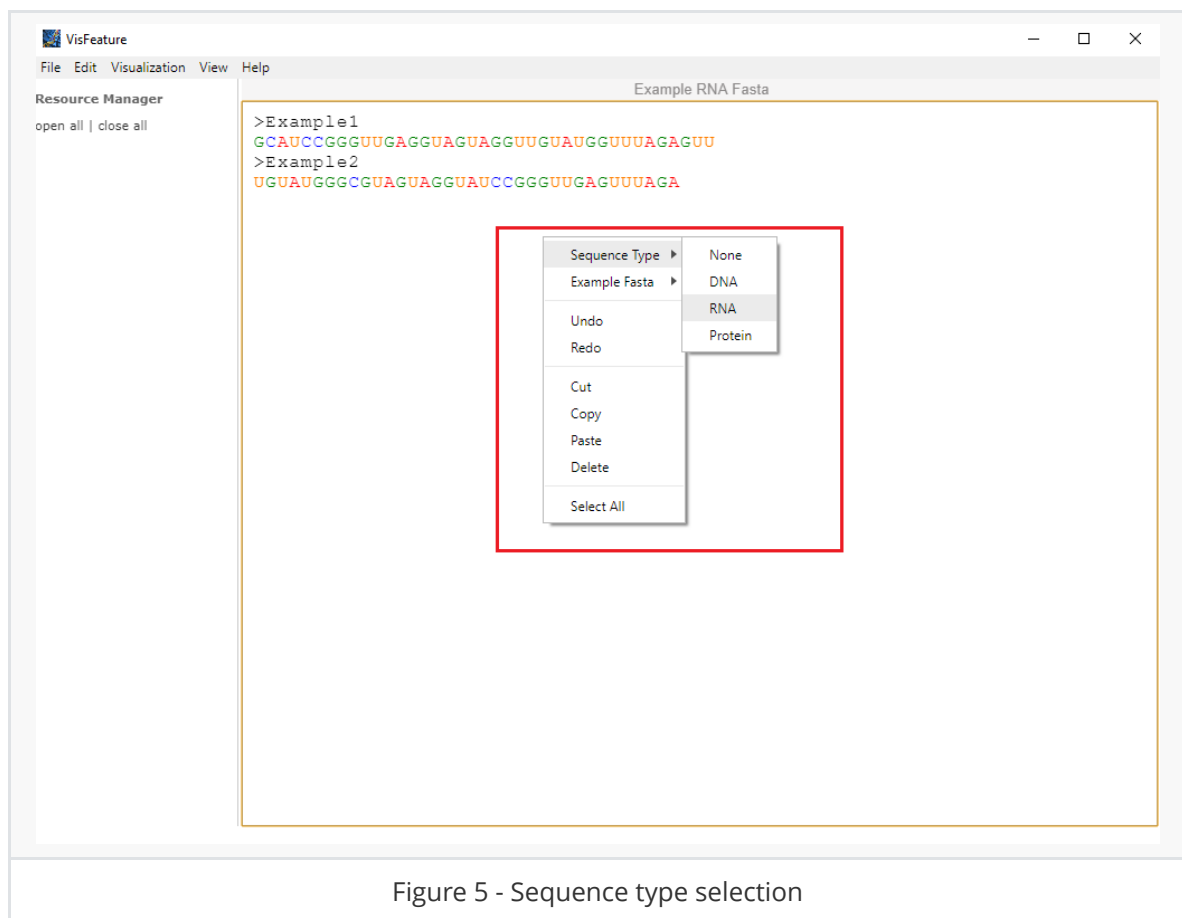 VisFeature
File Edit Visualization View Help
Resource Manager
open all | close all
Example RNA Fasta
>Example1
GCAUCCGGGUUGAGGUAGUAGGUUGUAUGGUUUAGAGUU
>Example2
UGUAUGGGCGUAGUAGGUAUCCGGGUUGAGUUUAGA
Sequence Type
Example Fasta
Undo
Redo
Cut
Copy
Paste
Delete
Select All
None
DNA
RNA
Protein
Figure 5 - Sequence type selection